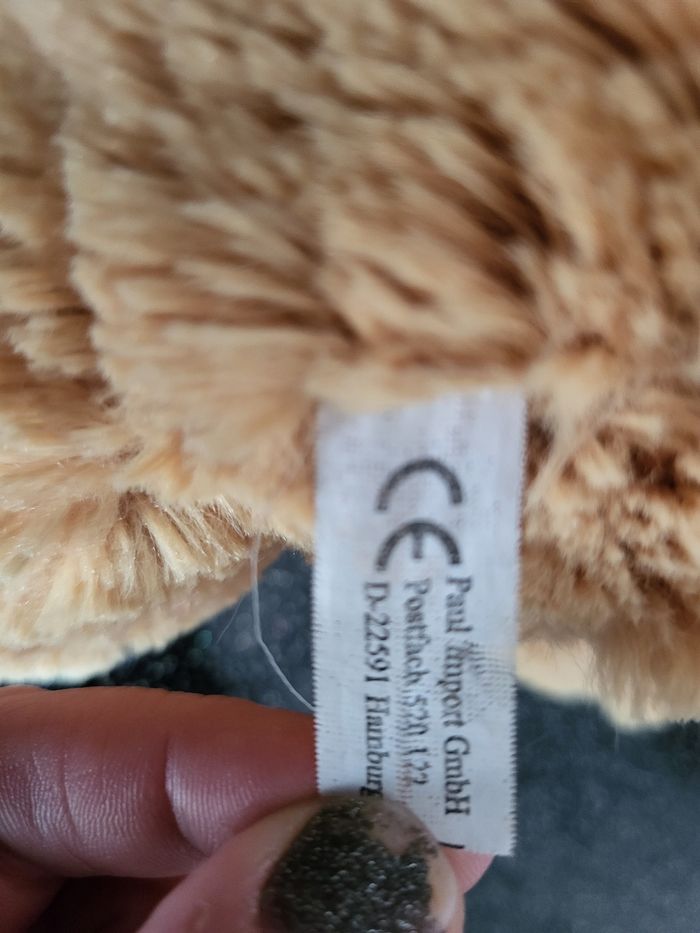 CE
Paul Import GmbH
Postfach 520 122
D-22591 Hamburg